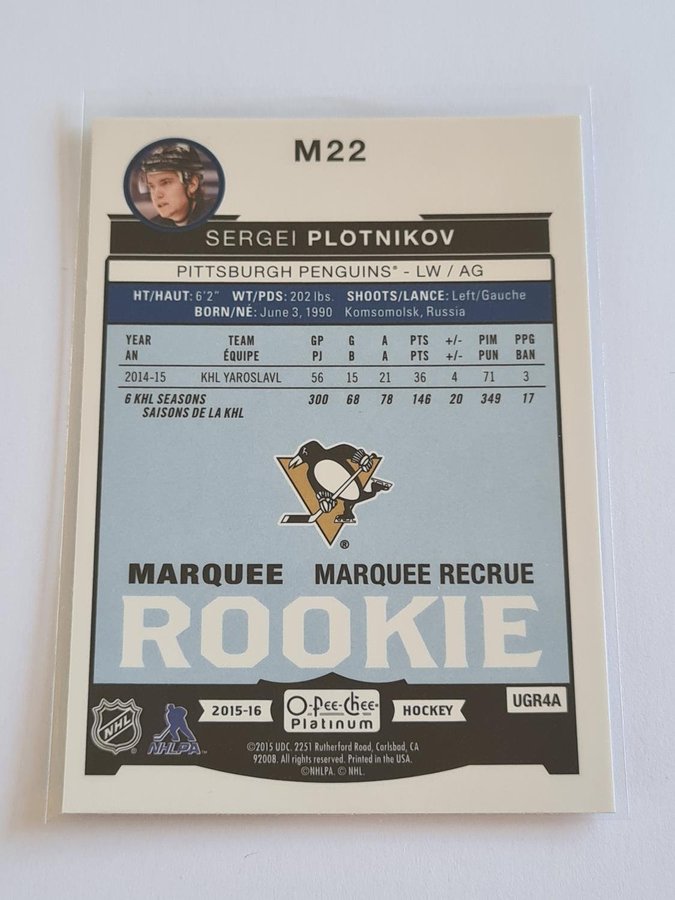 M22
SERGEI PLOTNIKOV
PITTSBURGH PENGUINS® - LW / AG
HT/HAUT: 6'2" WT/PDS: 202 lbs. SHOOTS/LANCE: Left/Gauche
BORN/NÉ: June 3, 1990 Komsomolsk, Russia
YEAR TEAM GP G A PTS +/- PIM PPG
AN ÉQUIPE PJ B A PTS +/- PUN BAN
2014-15 KHL YAROSLAVL 56 15 21 36 4 71 3
6 KHL SEASONS 300 68 78 146 20 349 17
SAISONS DE LA KHL
®
MARQUEE MARQUEE RECRUE
ROOKIE
NHL NHLPA 2015-16 O-Pee-Chee Platinum HOCKEY UGR4A
©2015 UDC. 2251 Rutherford Road, Carlsbad, CA
92008. All rights reserved. Printed in the USA.
©NHLPA. © NHL.